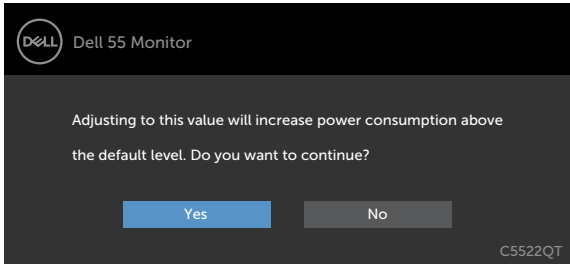 DELL
Dell 55 Monitor
Adjusting to this value will increase power consumption above
the default level. Do you want to continue?
Yes
No
C5522QT